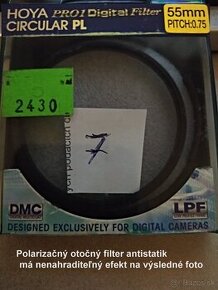 HOYA PRO1 Digital Filter
CIRCULAR PL
55mm
PITCH:0.75
2430
7
DMC
LPF
DESIGNED EXCLUSIVELY FOR DIGITAL CAMERAS
Polarizačný otočný filter antistatik
má nenahraditeľný efekt na výsledné foto